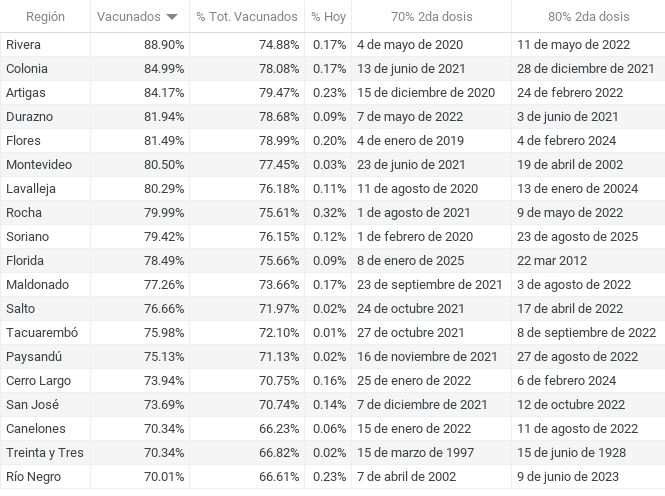 Región Vacunados % Tot. Vacunados % Hoy 70% 2da dosis 80% 2da dosis
Rivera 88.90% 74.88% 0.17% 4 de mayo de 2020 11 de mayo de 2022
Colonia 84.99% 78.08% 0.17% 13 de junio de 2021 28 de diciembre de 2021
Artigas 84.17% 79.47% 0.23% 15 de diciembre de 2020 24 de febrero 2022
Durazno 81.94% 78.68% 0.09% 7 de mayo de 2022 3 de junio de 2021
Flores 81.49% 78.99% 0.20% 4 de enero de 2019 4 de febrero 2024
Montevideo 80.50% 77.45% 0.03% 23 de junio de 2021 19 de abril de 2002
Lavalleja 80.29% 76.18% 0.11% 11 de agosto de 2020 13 de enero de 20024
Rocha 79.99% 75.61% 0.32% 1 de agosto de 2021 9 de mayo de 2022
Soriano 79.42% 76.15% 0.12% 1 de febrero de 2020 23 de agosto de 2025
Florida 78.49% 75.66% 0.09% 8 de enero de 2025 22 mar 2012
Maldonado 77.26% 73.66% 0.17% 23 de septiembre de 2021 3 de agosto de 2022
Salto 76.66% 71.97% 0.02% 24 de octubre 2021 17 de abril de 2022
Tacuarembó 75.98% 72.10% 0.01% 27 de octubre 2021 8 de septiembre de 2022
Paysandú 75.13% 71.13% 0.02% 16 de noviembre de 2021 27 de agosto de 2022
Cerro Largo 73.94% 70.75% 0.16% 25 de enero de 2022 6 de febrero 2024
San José 73.69% 70.74% 0.14% 7 de diciembre de 2021 12 de octubre 2022
Canelones 70.34% 66.23% 0.06% 15 de enero de 2022 11 de agosto de 2022
Treinta y Tres 70.34% 66.82% 0.02% 15 de marzo de 1997 15 de junio de 1928
Río Negro 70.01% 66.61% 0.23% 7 de abril de 2002 9 de junio de 2023